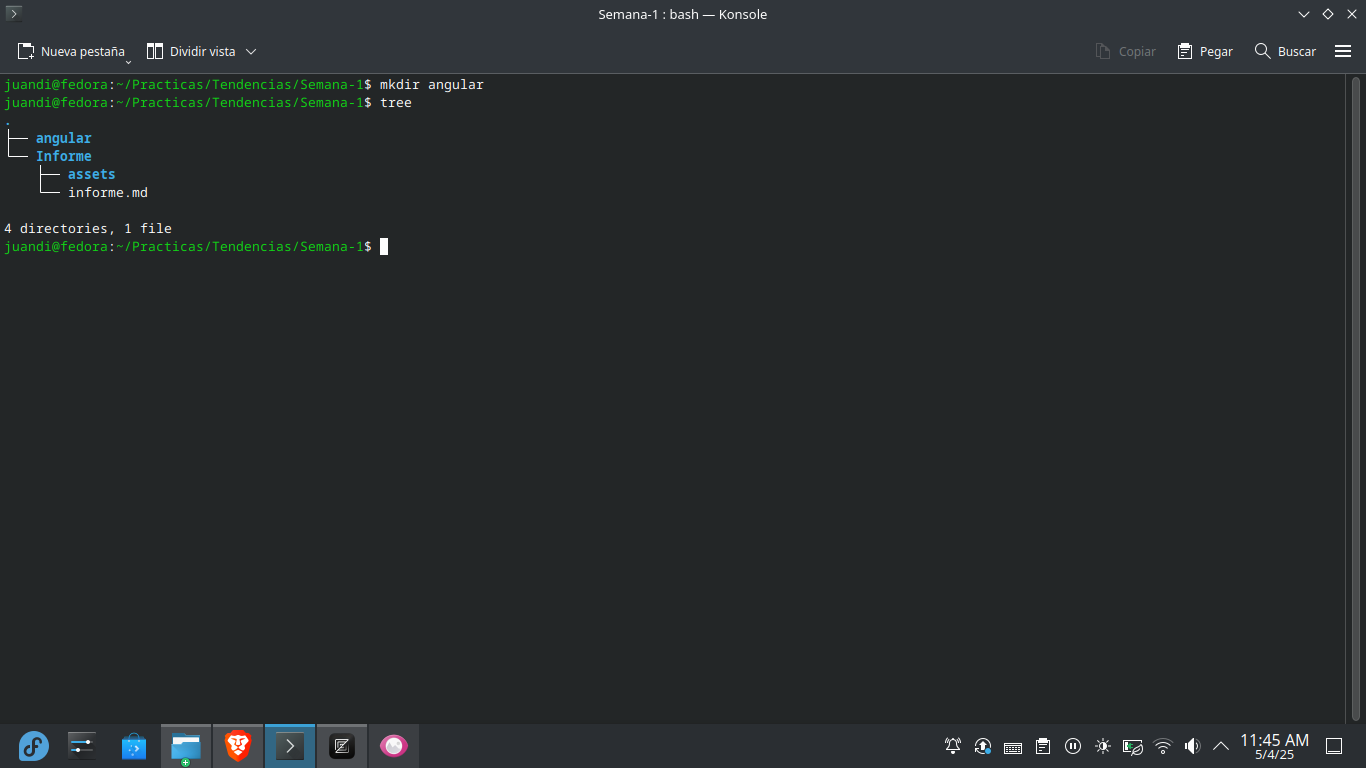 Semana-1 : bash — Konsole
Nueva pestaña
Dividir vista
Copiar
Pegar
Buscar
juandi@fedora:~/Practicas/Tendencias/Semana-1$ mkdir angular
juandi@fedora:~/Practicas/Tendencias/Semana-1$ tree
.
├── angular
└── Informe
    ├── assets
    └── informe.md
4 directories, 1 file
juandi@fedora:~/Practicas/Tendencias/Semana-1$
11:45 AM
5/4/25